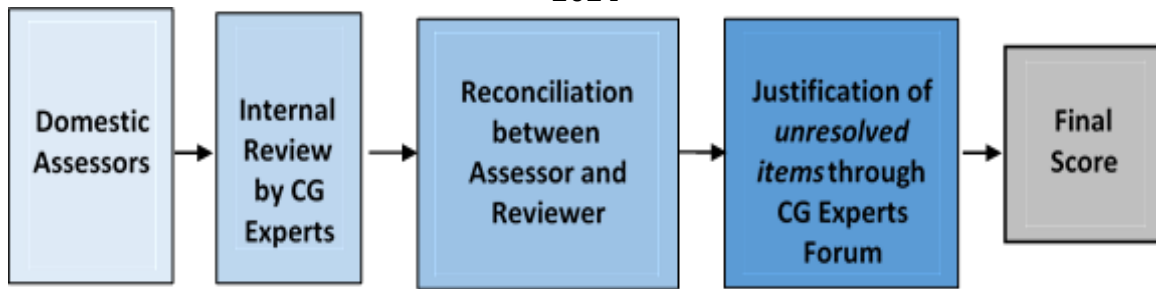 Domestic
Assessors
Internal
Review
by CG
Experts
Reconciliation
between
Assessor and
Reviewer
Justification of
unresolved
items through
CG Experts
Forum
Final
Score